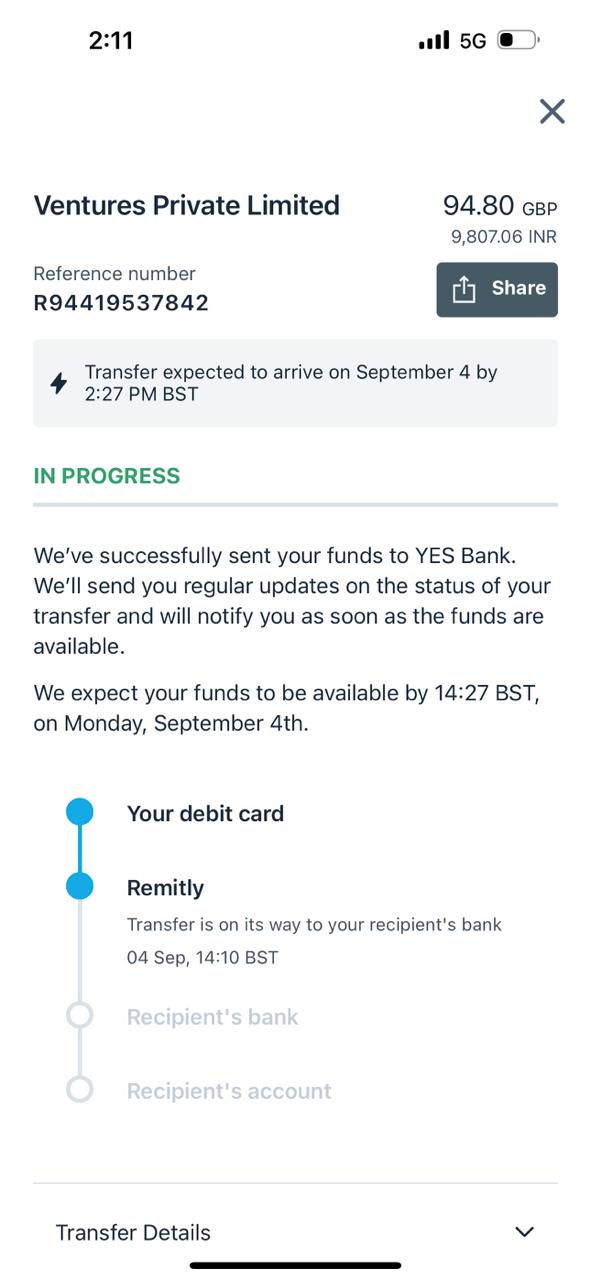 2:11
5G
Ventures Private Limited
94.80 GBP
9,807.06 INR
Reference number
R94419537842
Share
Transfer expected to arrive on September 4 by
2:27 PM BST
IN PROGRESS
We’ve successfully sent your funds to YES Bank.
We’ll send you regular updates on the status of your
transfer and will notify you as soon as the funds are
available.
We expect your funds to be available by 14:27 BST,
on Monday, September 4th.
Your debit card
Remitly
Transfer is on its way to your recipient's bank
04 Sep, 14:10 BST
Recipient's bank
Recipient's account
Transfer Details